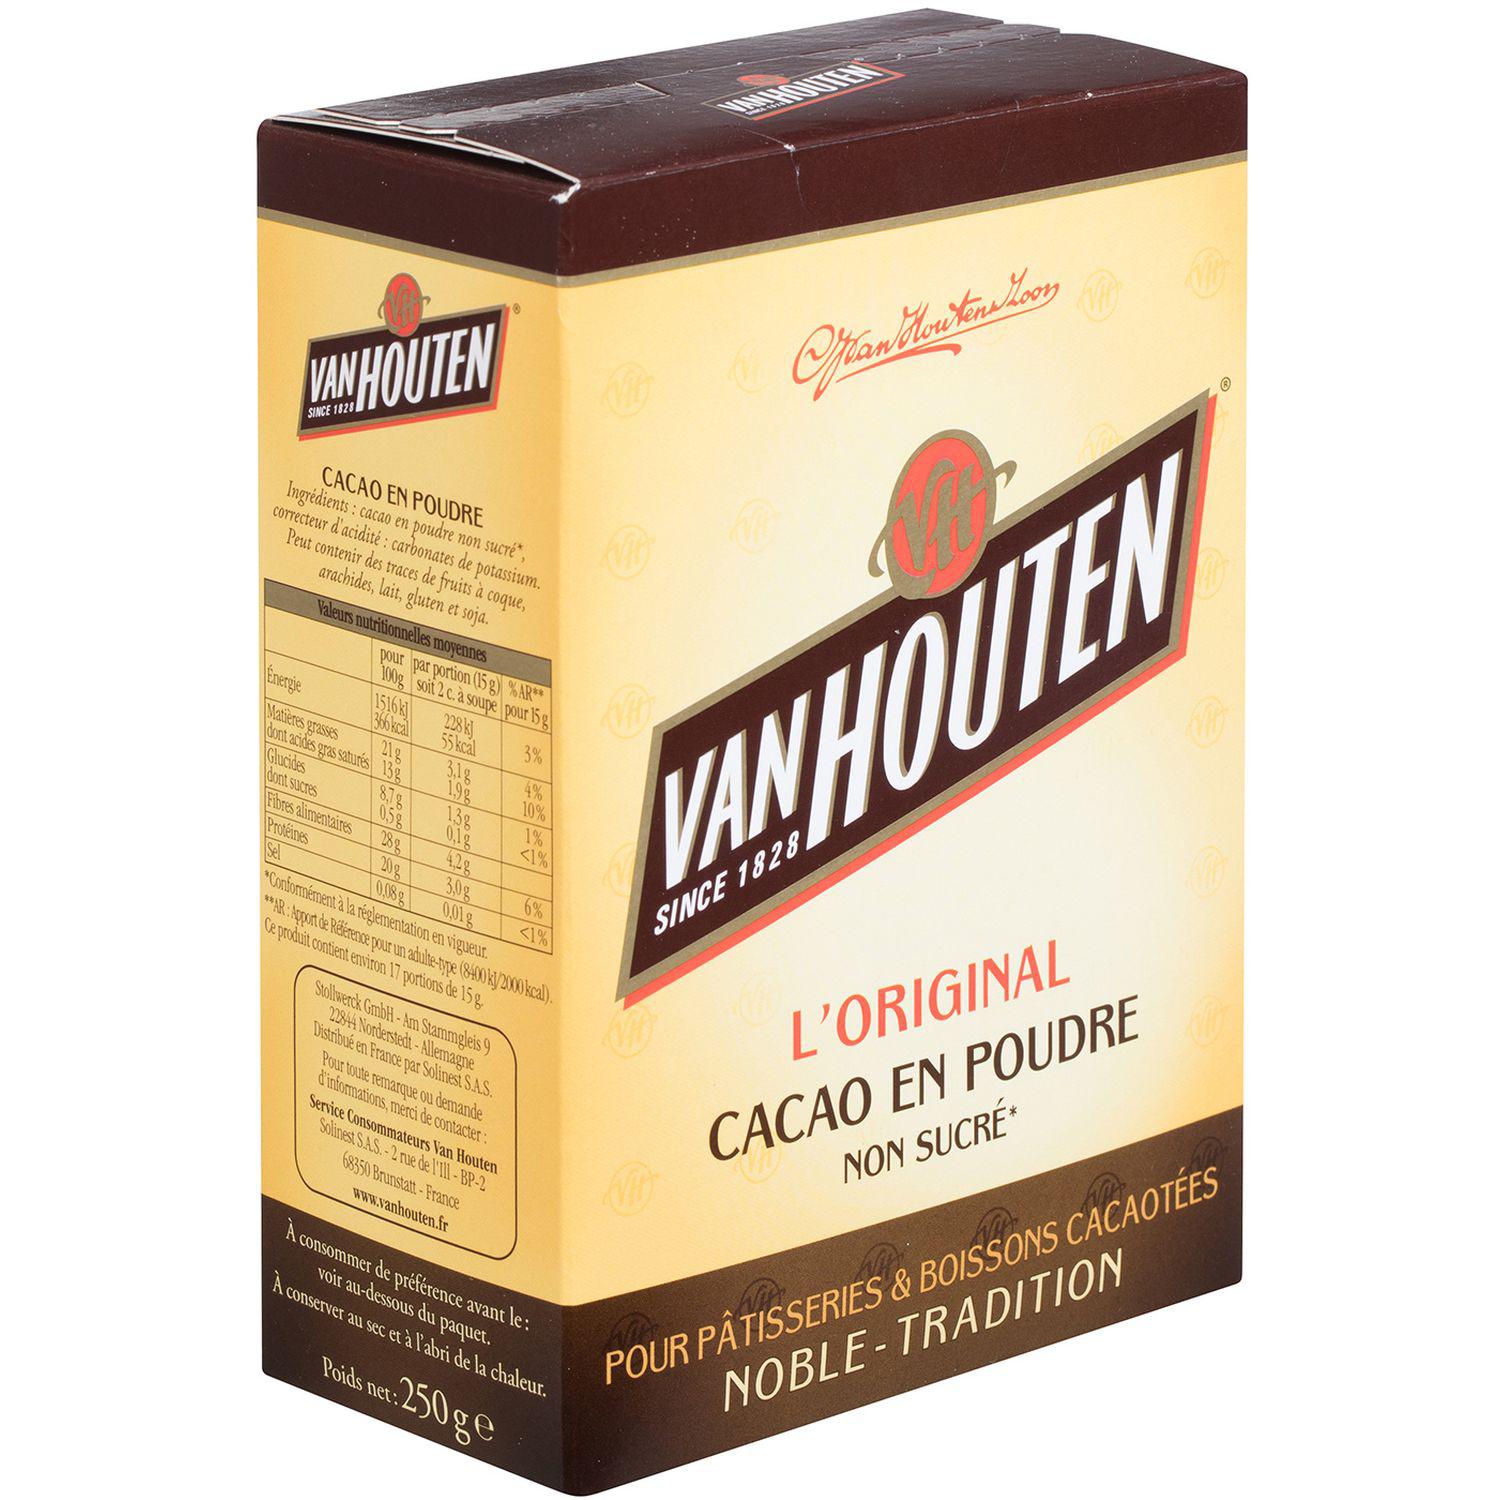 VAN HOUTEN
SINCE 1828
VH
VAN HOUTEN ®
SINCE 1828
CACAO EN POUDRE
Ingrédients : cacao en poudre non sucré*,
correcteur d'acidité : carbonates de potassium.
Peut contenir des traces de fruits à coque,
arachides, lait, gluten et soja.
Valeurs nutritionnelles moyennes
pour 100g par portion (15 g) soit 2 c. à soupe % AR** pour 15 g
Énergie 1516 kJ 366 kcal 228 kJ 55 kcal 3%
Matières grasses 21 g 3,1 g 4%
dont acides gras saturés 13 g 1,9 g 10%
Glucides 8,7 g 1,3 g 1%
dont sucres 0,5 g 0,1 g <1%
Fibres alimentaires 28 g 4,2 g
Protéines 20 g 3,0 g 6%
Sel 0,08 g 0,01 g <1%
*Conformément à la réglementation en vigueur.
**AR : Apport de Référence pour un adulte-type (8400 kJ/2000 kcal).
Ce produit contient environ 17 portions de 15 g.
Stollwerck GmbH - Am Stammgleis 9
22844 Norderstedt - Allemagne
Distribué en France par Solinest S.A.S.
Pour toute remarque ou demande
d'informations, merci de contacter :
Service Consommateurs Van Houten
Solinest S.A.S. - 2 rue de l'Ill - BP-2
68350 Brunstatt - France
www.vanhouten.fr
À consommer de préférence avant le :
voir au-dessous du paquet.
À conserver au sec et à l'abri de la chaleur.
Poids net : 250 g e
C J Van Houten & Zoon
VH
VAN HOUTEN ®
SINCE 1828
L'ORIGINAL
CACAO EN POUDRE
NON SUCRÉ*
POUR PÂTISSERIES & BOISSONS CACAOTÉES
NOBLE - TRADITION